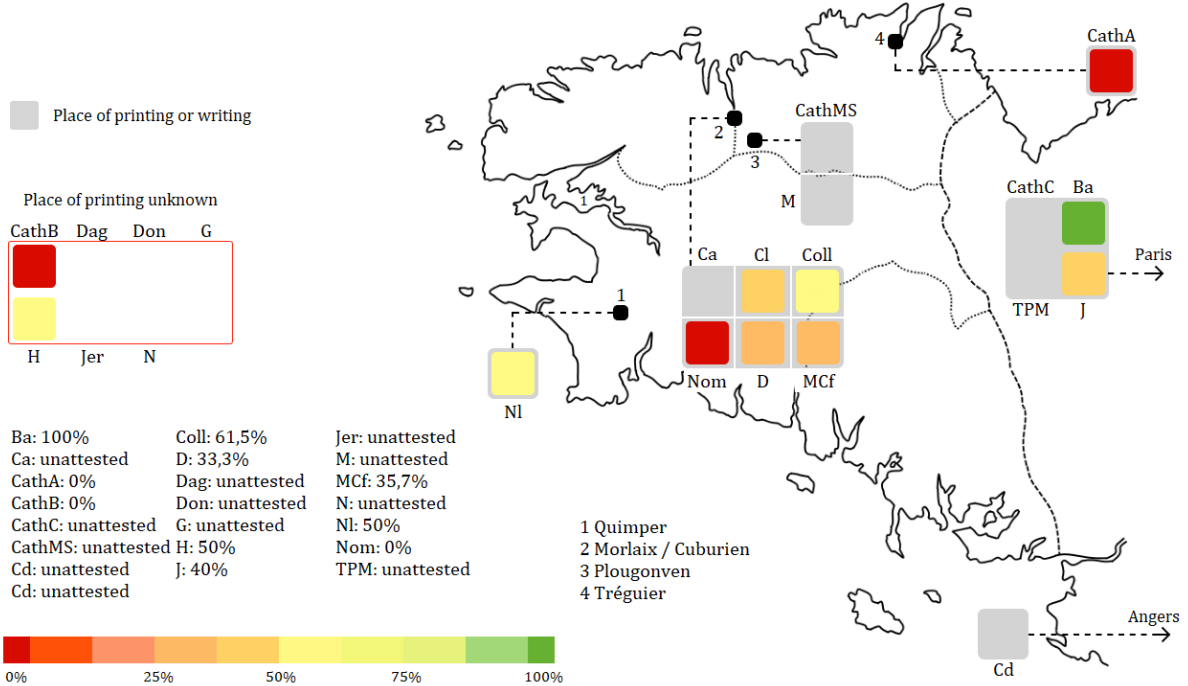 4
CathA
CathMS
Place of printing or writing
2
3
Place of printing unknown
CathC Ba
1
M
CathB Dag Don G
Ca Cl Coll
Paris
1
TPM J
H Jer N
Nom D MCf
Nl
Ba: 100%
Ca: unattested
CathA: 0%
CathB: 0%
CathC: unattested
CathMS: unattested
Cd: unattested
Cd: unattested
Coll: 61,5%
D: 33,3%
Dag: unattested
Don: unattested
G: unattested
H: 50%
J: 40%
Jer: unattested
M: unattested
MCf: 35,7%
N: unattested
Nl: 50%
Nom: 0%
TPM: unattested
1 Quimper
2 Morlaix / Cuburien
3 Plougonven
4 Tréguier
Angers
Cd
0% 25% 50% 75% 100%